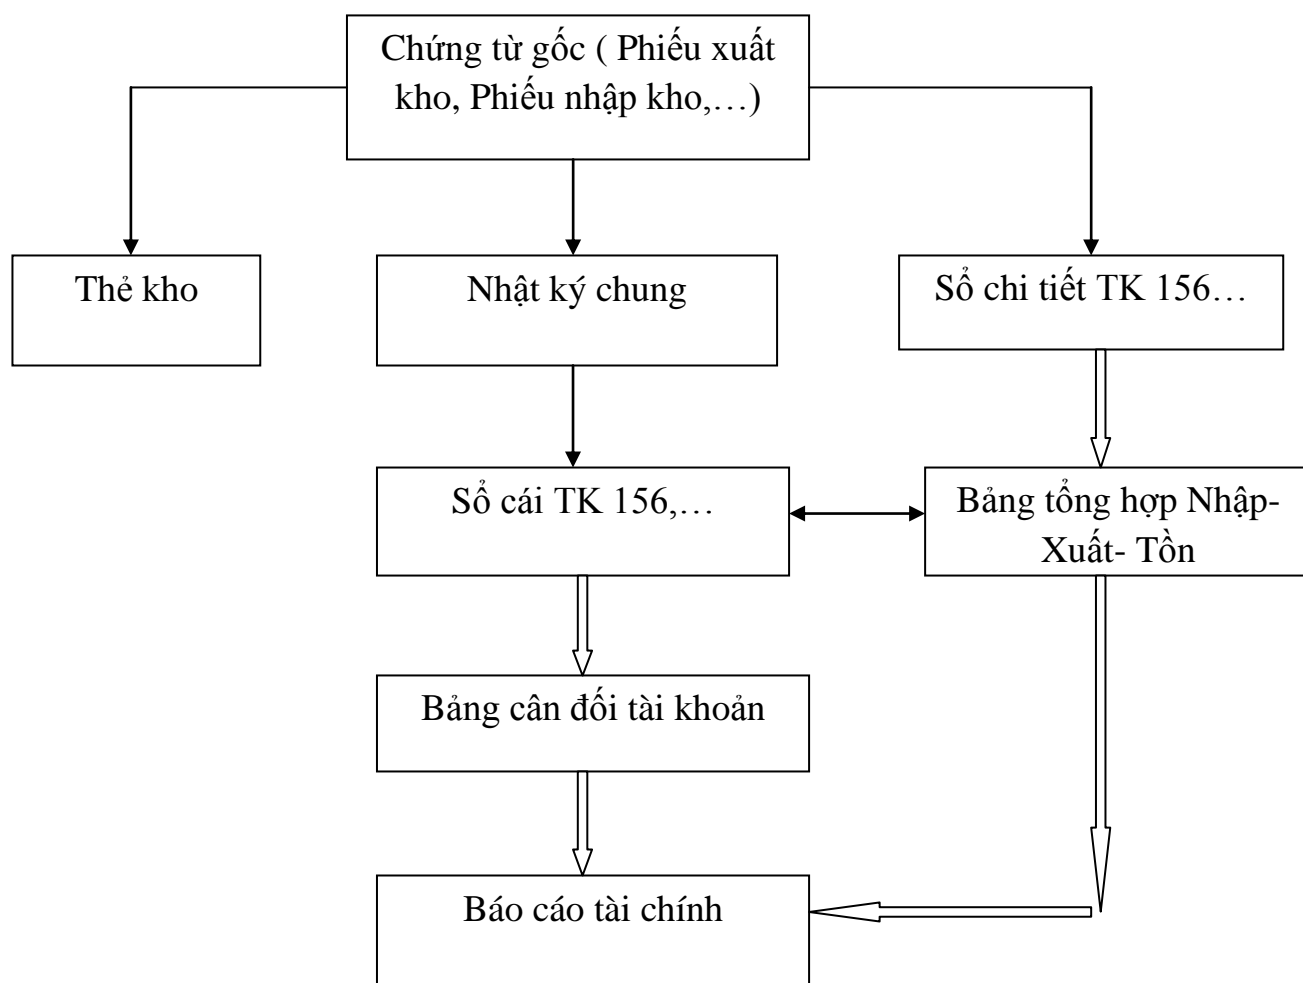 Chứng từ gốc ( Phiếu xuất
kho, Phiếu nhập kho,…)
Thẻ kho
Nhật ký chung
Sổ chi tiết TK 156…
Sổ cái TK 156,…
Bảng tổng hợp Nhập-
Xuất- Tồn
Bảng cân đối tài khoản
Báo cáo tài chính